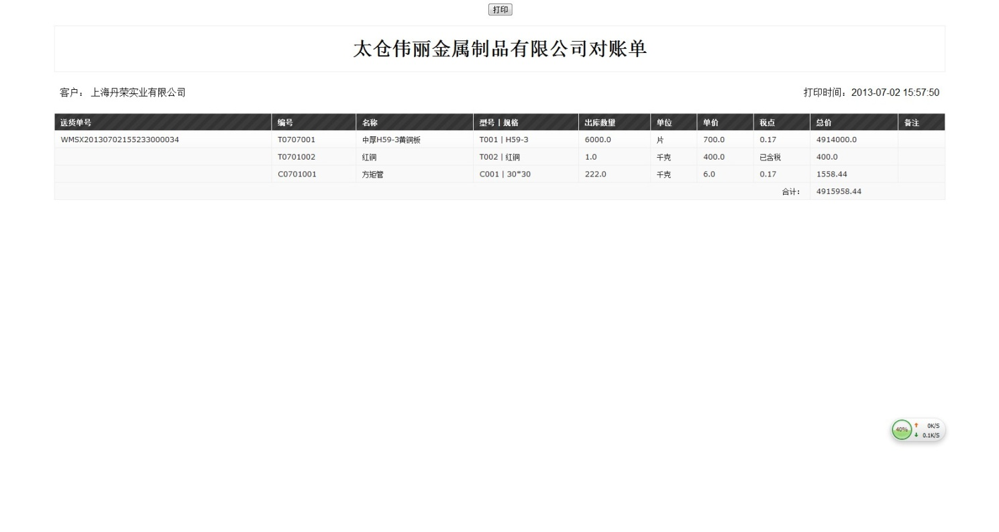 打印
太仓伟丽金属制品有限公司对账单
客户： 上海丹荣实业有限公司 打印时间：2013-07-02 15:57:50
送货单号 编号 名称 型号 | 规格 出库数量 单位 单价 税点 总价 备注
WMSX20130702155233000034 T0707001 中厚H59-3黄铜板 T001 | H59-3 6000.0 片 700.0 0.17 4914000.0
T0701002 红铜 T002 | 红铜 1.0 千克 400.0 已含税 400.0
C0701001 方矩管 C001 | 30*30 222.0 千克 6.0 0.17 1558.44
合计： 4915958.44
40% 0K/S
0.1K/S